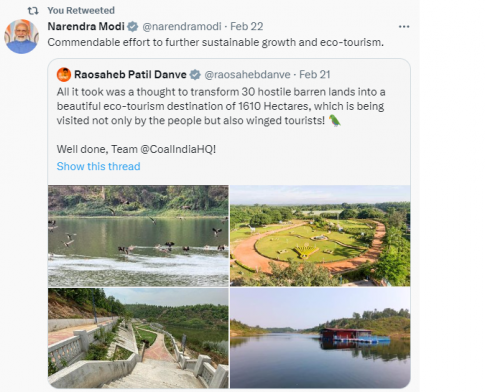 You Retweeted
Narendra Modi @narendramodi · Feb 22
Commendable effort to further sustainable growth and eco-tourism.
Raosaheb Patil Danve @raosahebdanve · Feb 21
All it took was a thought to transform 30 hostile barren lands into a
beautiful eco-tourism destination of 1610 Hectares, which is being
visited not only by the people but also winged tourists! 🦜
Well done, Team @CoalIndiaHQ!
Show this thread